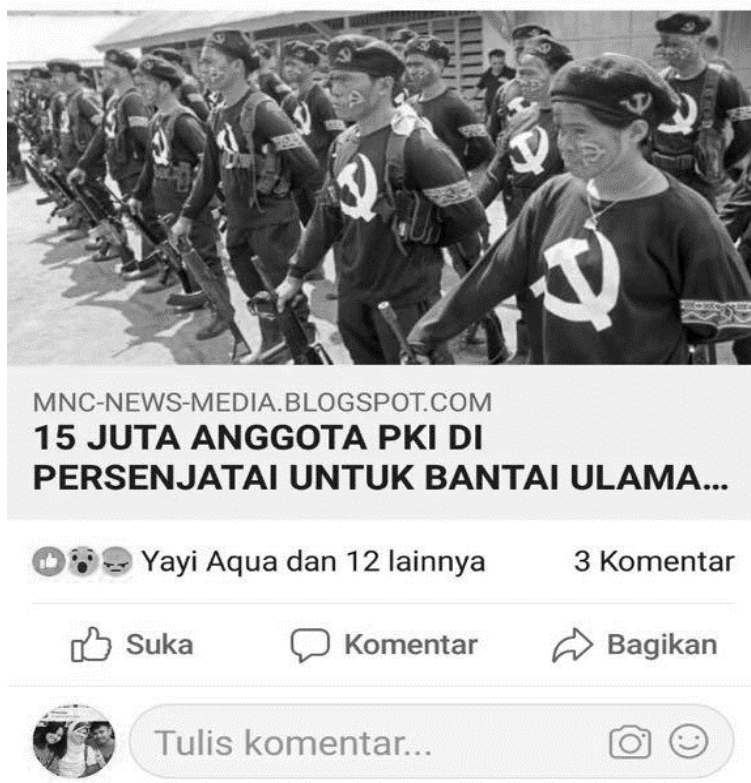 MNC-NEWS-MEDIA.BLOGSPOT.COM
15 JUTA ANGGOTA PKI DI
PERSENJATAI UNTUK BANTAI ULAMA...
Yayi Aqua dan 12 lainnya
3 Komentar
Suka
Komentar
Bagikan
Tulis komentar...